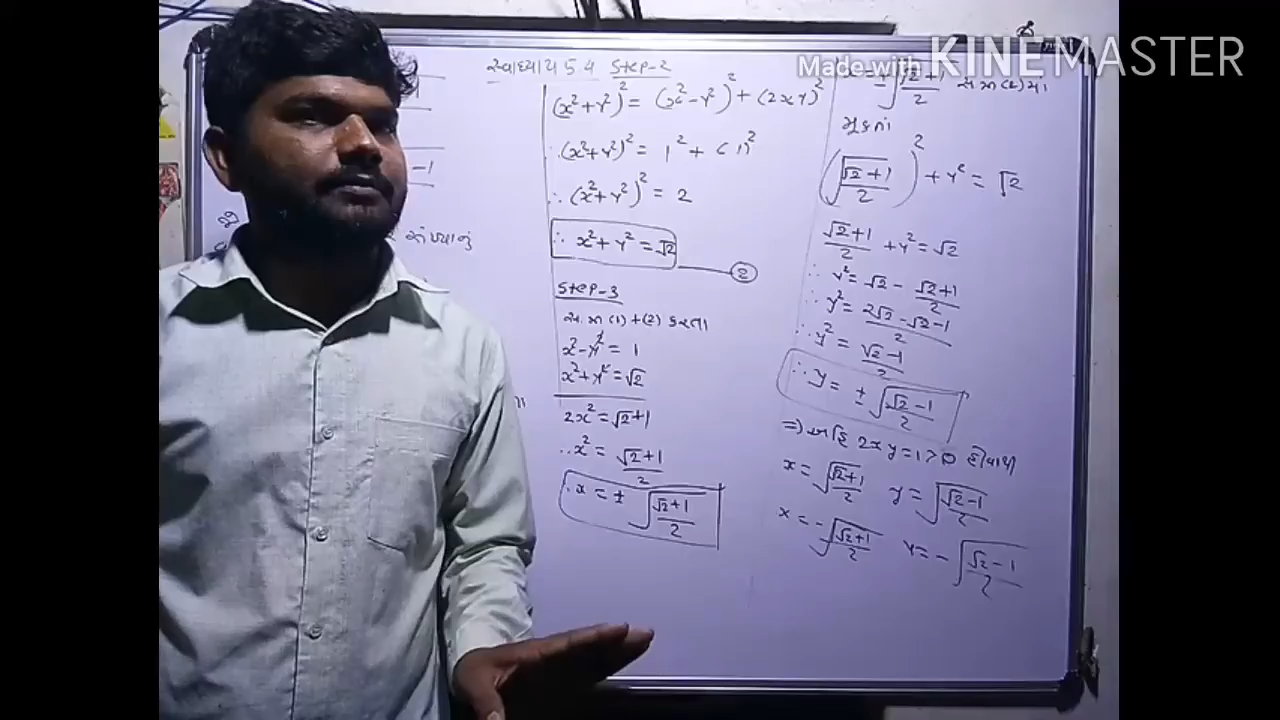 Made with KINEMASTER
સ્વાધ્યાય 5.4 Step-2
(x²+y²)² = (x²-y²)² + (2xy)²
∴ (x²+y²)² = 1² + (1)²
∴ (x²+y²)² = 2
∴ x²+y² = √2 ②
Step-3
(1)+(2) કરતા
x²-y² = 1
x²+y² = √2
2x² = √2+1
∴ x² = √2+1/2
∴ x = ± √(√2+1/2)
-1
સંખ્યાનું
x = ± √(√2+1/2)
મૂકતાં
(√(√2+1/2))² + y² = √2
√2+1/2 + y² = √2
∴ y² = √2 - √2+1/2
∴ y² = 2√2-√2-1/2
∴ y² = √2-1/2
∴ y = ± √(√2-1/2)
⇒ અહિ 2xy = 1 > 0 હોવાથી
x = √(√2+1/2) y = √(√2-1/2)
x = -√(√2+1/2) y = -√(√2-1/2)